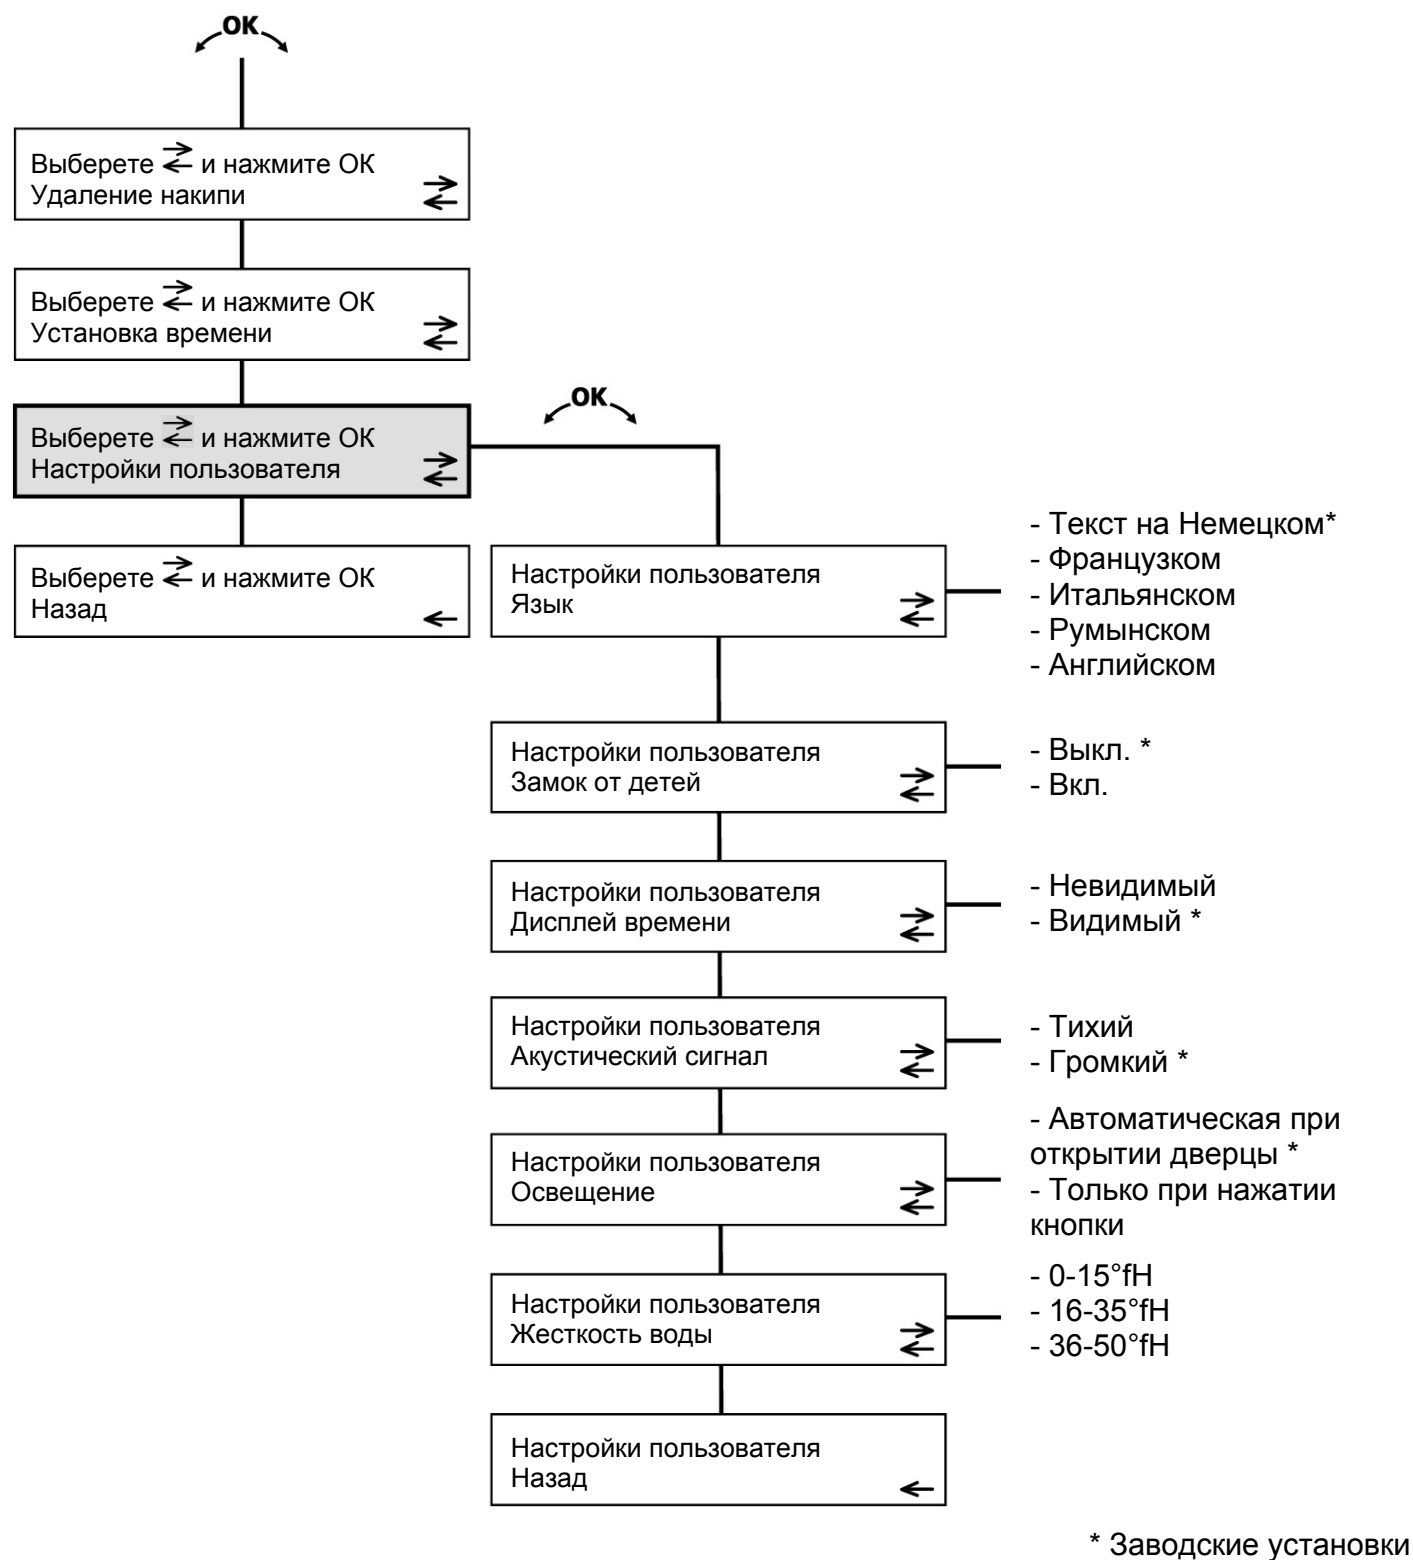 OK
Выберете и нажмите ОК
Удаление накипи
Выберете и нажмите ОК
Установка времени
Выберете и нажмите ОК
Настройки пользователя
Выберете и нажмите ОК
Назад
OK
Настройки пользователя
Язык
- Текст на Немецком*
- Французком
- Итальянском
- Румынском
- Английском
Настройки пользователя
Замок от детей
- Выкл. *
- Вкл.
Настройки пользователя
Дисплей времени
- Невидимый
- Видимый *
Настройки пользователя
Акустический сигнал
- Тихий
- Громкий *
Настройки пользователя
Освещение
- Автоматическая при
открытии дверцы *
- Только при нажатии
кнопки
Настройки пользователя
Жесткость воды
- 0-15°fH
- 16-35°fH
- 36-50°fH
Настройки пользователя
Назад
* Заводские установки